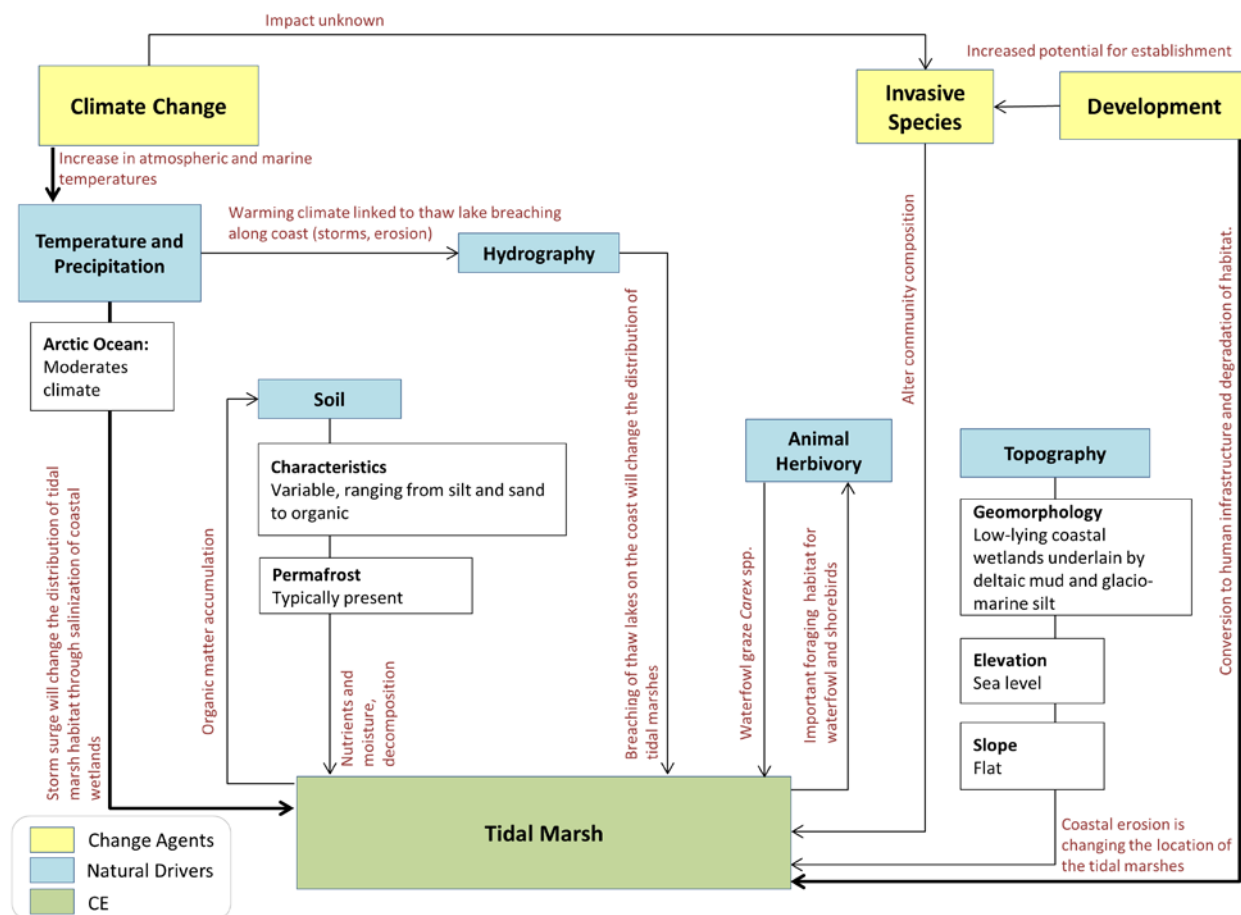 Impact unknown
Increased potential for establishment
Climate Change
Invasive
Species
Development
Increase in atmospheric and marine
temperatures
Temperature and
Precipitation
Warming climate linked to thaw lake breaching
along coast (storms, erosion)
Hydrography
Arctic Ocean:
Moderates
climate
Soil
Characteristics
Variable, ranging from silt and sand
to organic
Permafrost
Typically present
Animal
Herbivory
Topography
Geomorphology
Low-lying coastal
wetlands underlain by
deltaic mud and glacio-
marine silt
Elevation
Sea level
Slope
Flat
Storm surge will change the distribution of tidal
marsh habitat through salinization of coastal
wetlands
Organic matter accumulation
Nutrients and
moisture,
decomposition
Breaching of thaw lakes on the coast will change the distribution of
tidal marshes
Waterfowl graze Carex spp.
Important foraging habitat for
waterfowl and shorebirds
Alter community composition
Conversion to human infrastructure and degradation of habitat.
Coastal erosion is
changing the location of
the tidal marshes
Tidal Marsh
Change Agents
Natural Drivers
CE